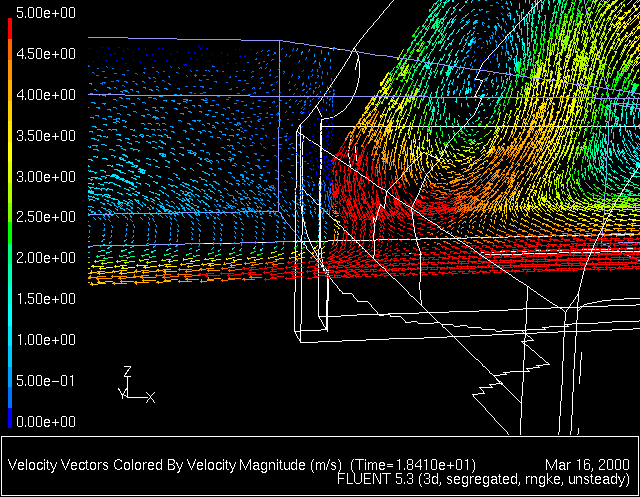 5.00e+00
4.50e+00
4.00e+00
3.50e+00
3.00e+00
2.50e+00
2.00e+00
1.50e+00
1.00e+00
5.00e-01
0.00e+00
Z
Y X
Velocity Vectors Colored By Velocity Magnitude (m/s) (Time=1.8410e+01) Mar 16, 2000
FLUENT 5.3 (3d, segregated, rngke, unsteady)